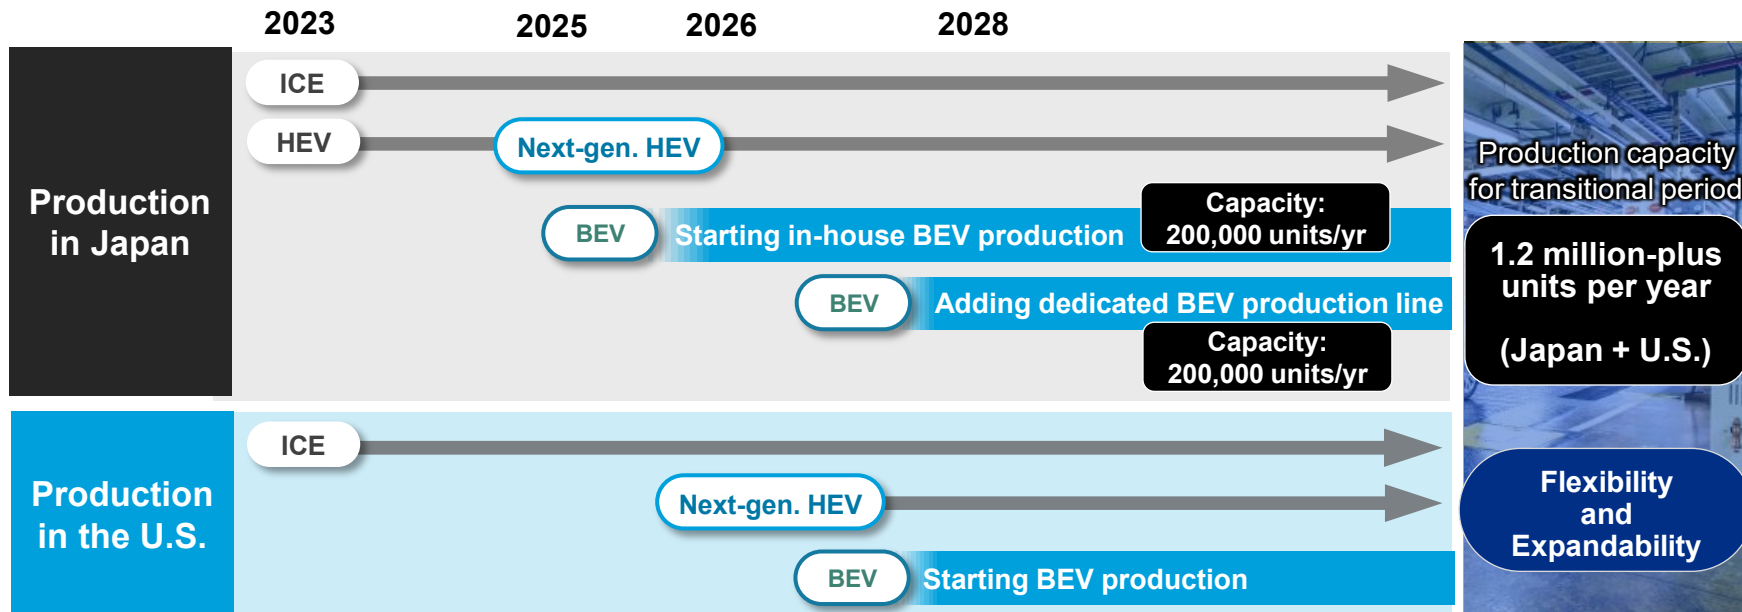 2023
2025
2026
2028
Production
in Japan
ICE
HEV
Next-gen. HEV
BEV
Starting in-house BEV production
Capacity:
200,000 units/yr
BEV
Adding dedicated BEV production line
Capacity:
200,000 units/yr
Production
in the U.S.
ICE
Next-gen. HEV
BEV
Starting BEV production
Production capacity
for transitional period
1.2 million-plus
units per year
(Japan + U.S.)
Flexibility
and
Expandability